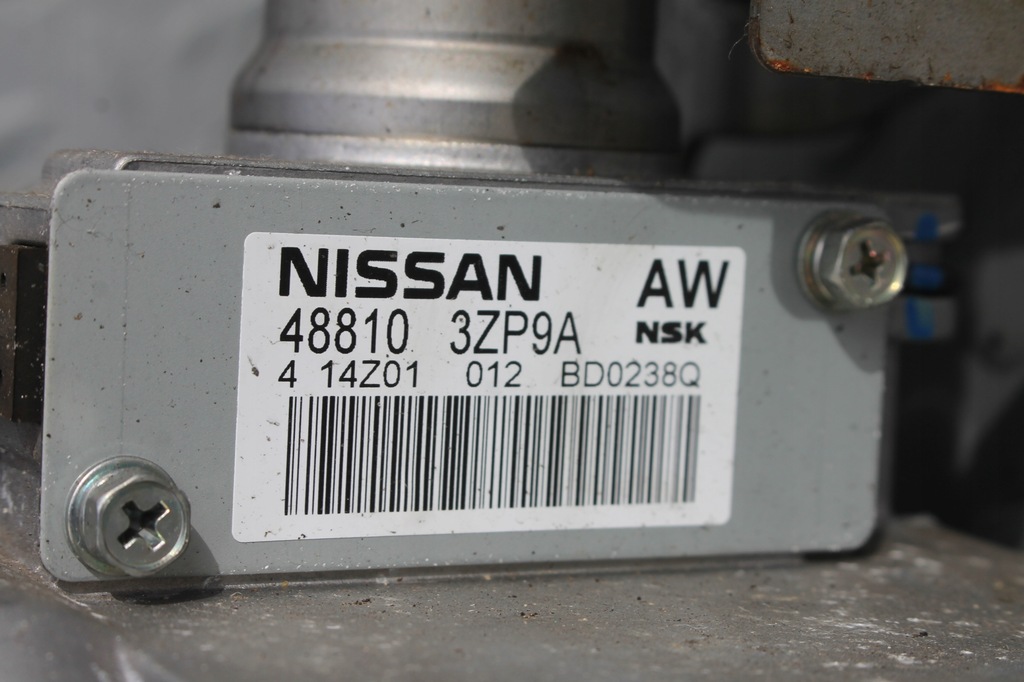 NISSAN AW
48810 3ZP9A NSK
4 14Z01 012 BD0238Q